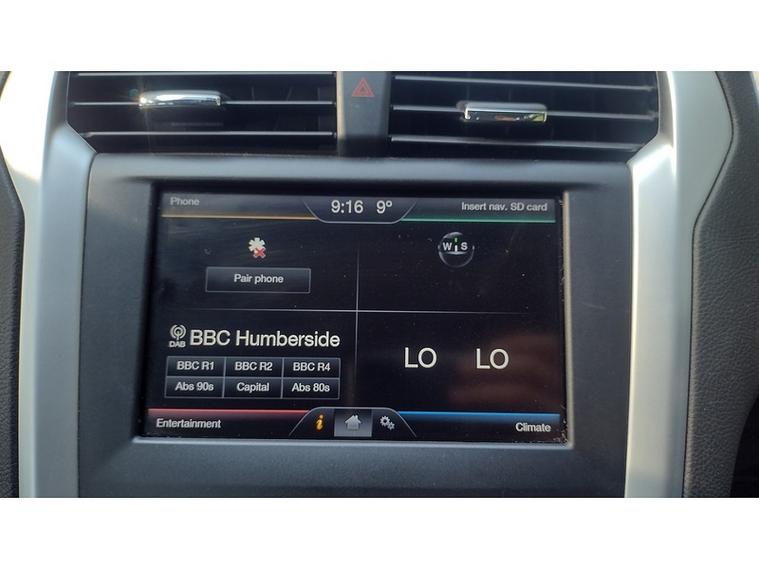 Phone
9:16 9°
Insert nav. SD card
W S
Pair phone
DAB BBC Humberside
BBC R1 BBC R2 BBC R4
Abs 90s Capital Abs 80s
LO LO
Entertainment
i
Climate